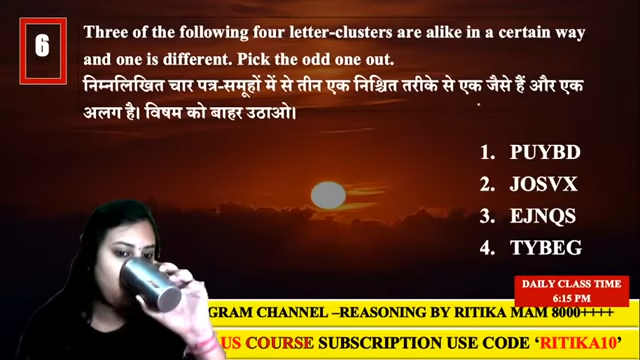 6
Three of the following four letter-clusters are alike in a certain way
and one is different. Pick the odd one out.
निम्नलिखित चार पत्र-समूहों में से तीन एक निश्चित तरीके से एक जैसे हैं और एक
अलग है। विषम को बाहर उठाओ।
1. PUYBD
2. JOSVX
3. EJNQS
4. TYBEG
DAILY CLASS TIME
6:15 PM
GRAM CHANNEL –REASONING BY RITIKA MAM 8000++++
US COURSE SUBSCRIPTION USE CODE ‘RITIKA10’